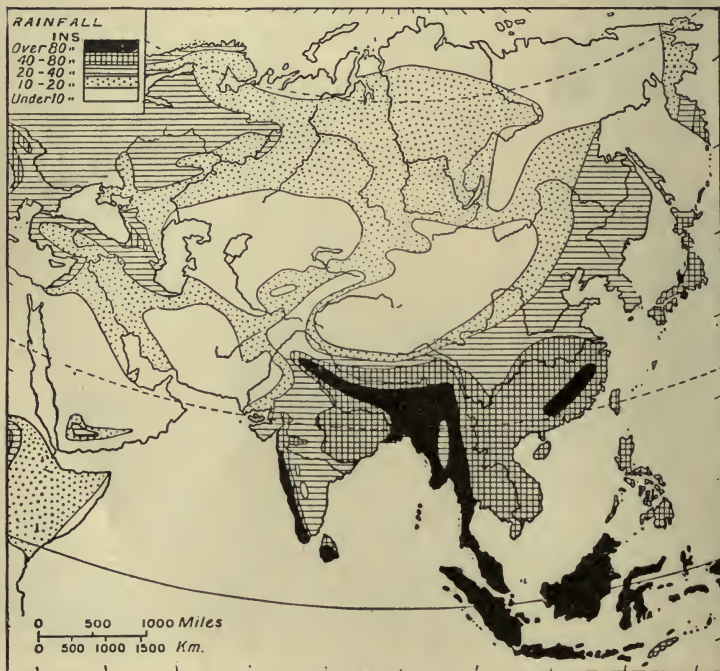 RAINFALL
INS.
Over 80 "
40-80 "
20-40 "
10-20 "
Under 10 "
0 500 1000 Miles
0 500 1000 1500 Km.